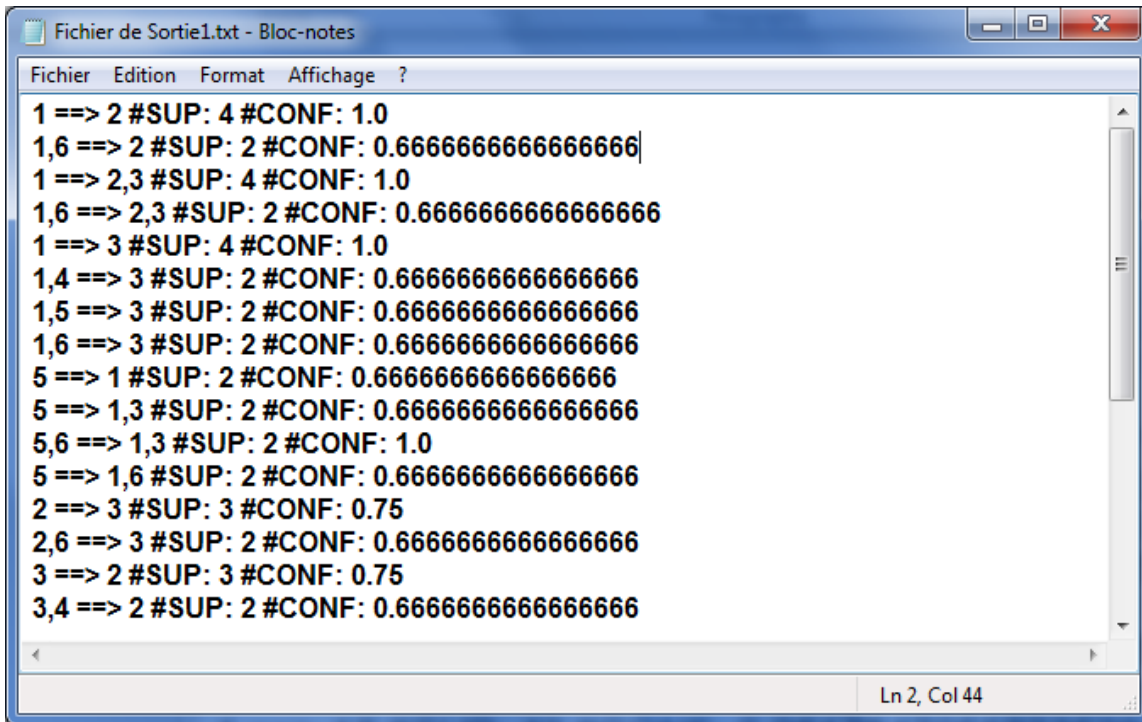 Fichier de Sortie1.txt - Bloc-notes
Fichier Edition Format Affichage ?
1 ==> 2 #SUP: 4 #CONF: 1.0
1,6 ==> 2 #SUP: 2 #CONF: 0.6666666666666666
1 ==> 2,3 #SUP: 4 #CONF: 1.0
1,6 ==> 2,3 #SUP: 2 #CONF: 0.6666666666666666
1 ==> 3 #SUP: 4 #CONF: 1.0
1,4 ==> 3 #SUP: 2 #CONF: 0.6666666666666666
1,5 ==> 3 #SUP: 2 #CONF: 0.6666666666666666
1,6 ==> 3 #SUP: 2 #CONF: 0.6666666666666666
5 ==> 1 #SUP: 2 #CONF: 0.6666666666666666
5 ==> 1,3 #SUP: 2 #CONF: 0.6666666666666666
5,6 ==> 1,3 #SUP: 2 #CONF: 1.0
5 ==> 1,6 #SUP: 2 #CONF: 0.6666666666666666
2 ==> 3 #SUP: 3 #CONF: 0.75
2,6 ==> 3 #SUP: 2 #CONF: 0.6666666666666666
3 ==> 2 #SUP: 3 #CONF: 0.75
3,4 ==> 2 #SUP: 2 #CONF: 0.6666666666666666
Ln 2, Col 44